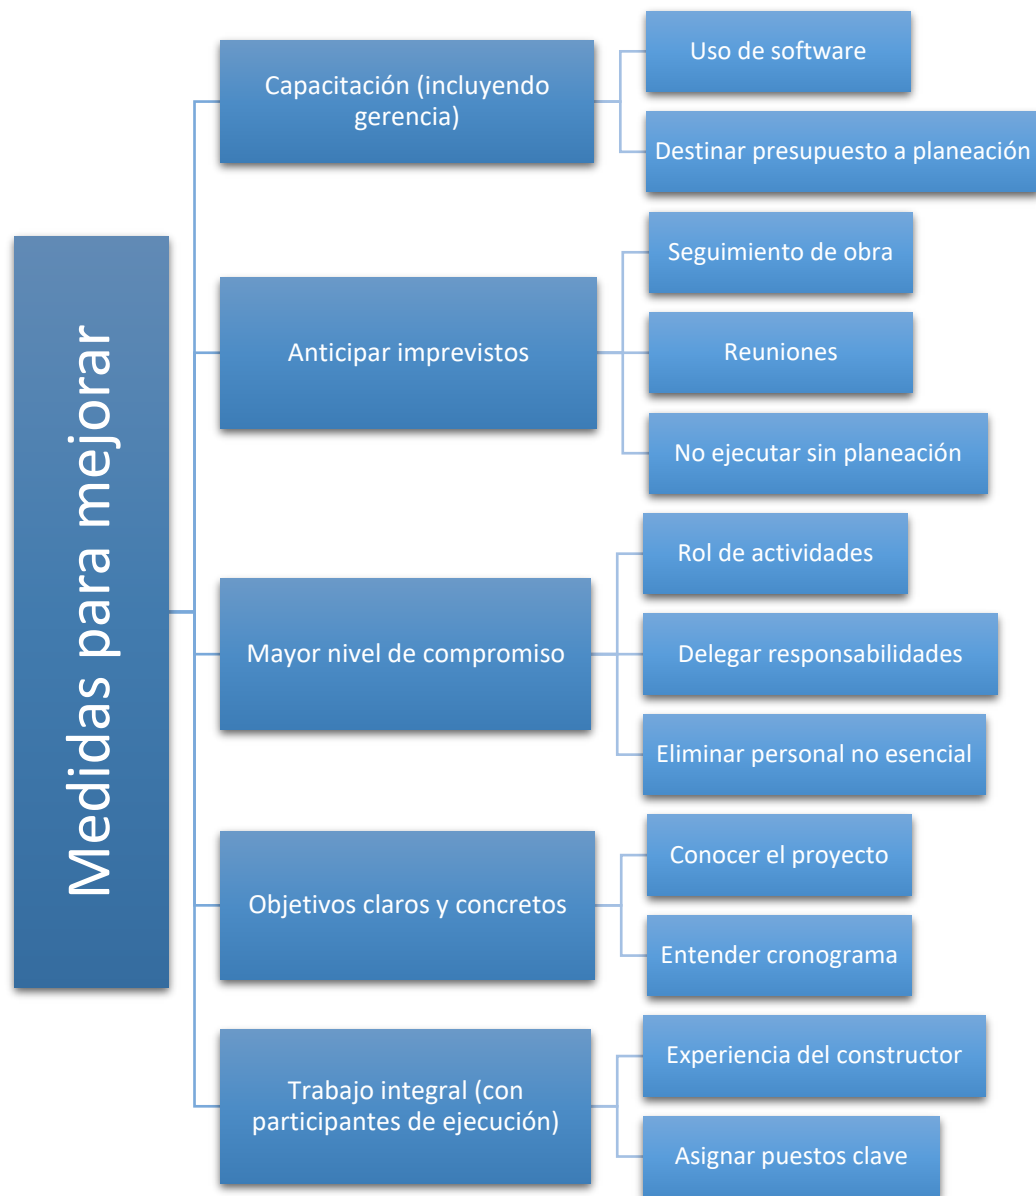 Medidas para mejorar
Capacitación (incluyendo
gerencia)
Uso de software
Destinar presupuesto a planeación
Anticipar imprevistos
Seguimiento de obra
Reuniones
No ejecutar sin planeación
Mayor nivel de compromiso
Rol de actividades
Delegar responsabilidades
Eliminar personal no esencial
Objetivos claros y concretos
Conocer el proyecto
Entender cronograma
Trabajo integral (con
participantes de ejecución)
Experiencia del constructor
Asignar puestos clave